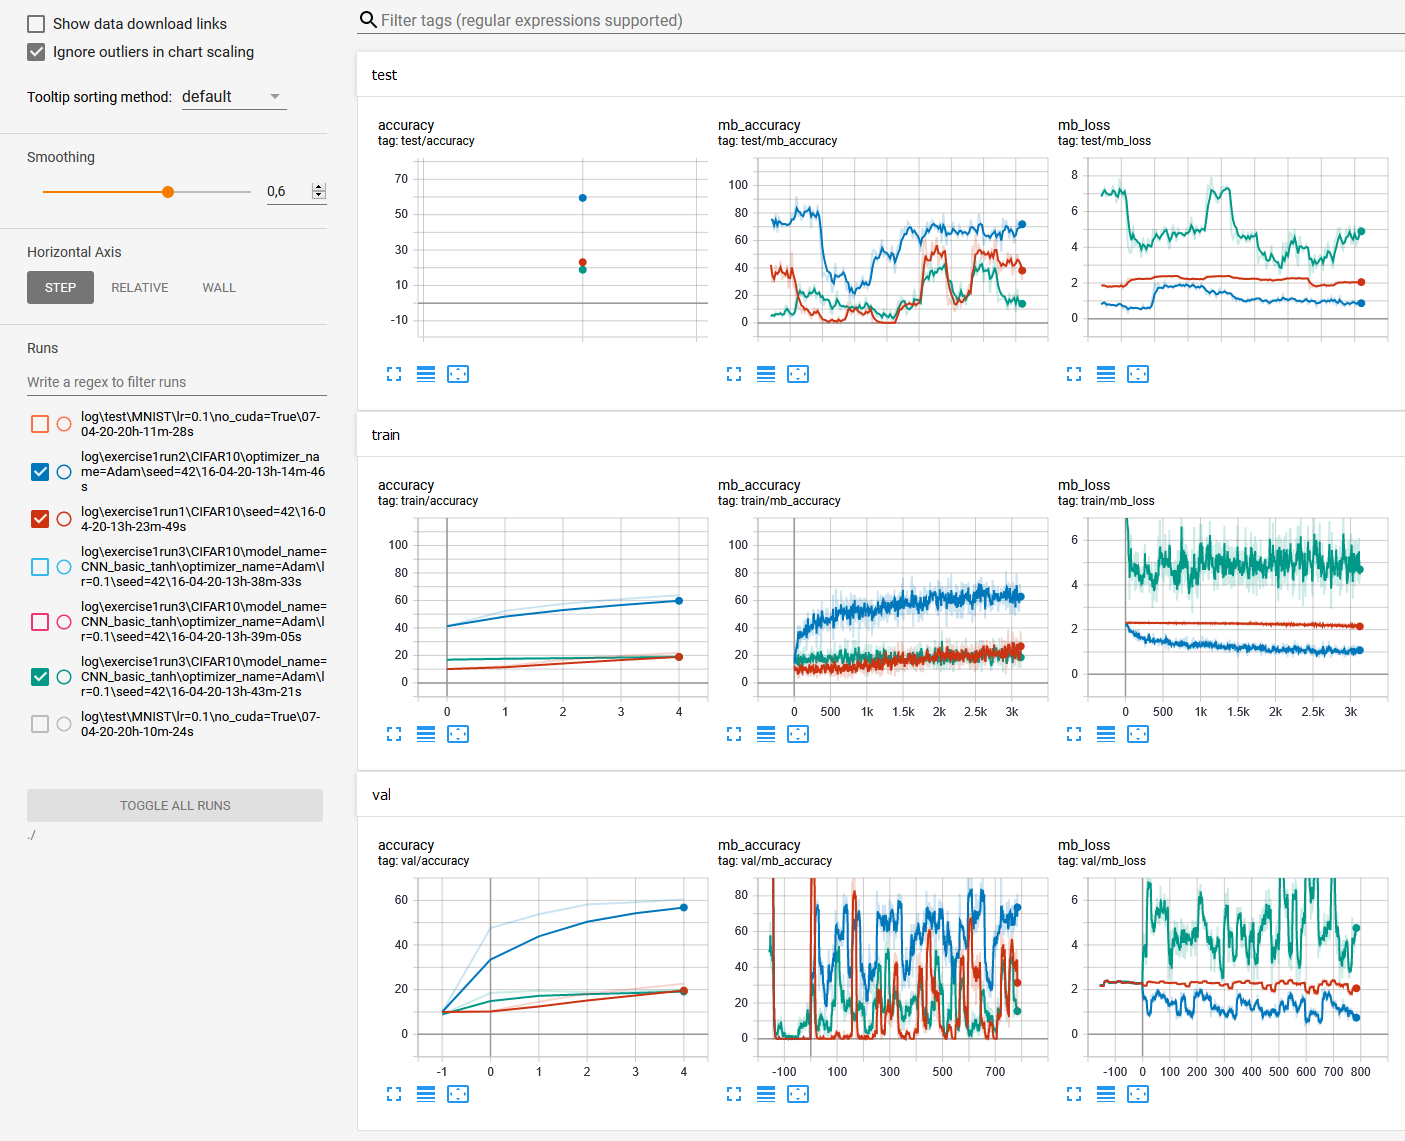 Show data download links
Ignore outliers in chart scaling
Tooltip sorting method: default
Smoothing
0,6
Horizontal Axis
STEP RELATIVE WALL
Runs
Write a regex to filter runs
log\test\MNIST\lr=0.1\no_cuda=True\07-
04-20-20h-11m-28s
log\exercise1run2\CIFAR10\optimizer_na
me=Adam\seed=42\16-04-20-13h-14m-46
s
log\exercise1run1\CIFAR10\seed=42\16-0
4-20-13h-23m-49s
log\exercise1run3\CIFAR10\model_name=
CNN_basic_tanh\optimizer_name=Adam\l
r=0.1\seed=42\16-04-20-13h-38m-33s
log\exercise1run3\CIFAR10\model_name=
CNN_basic_tanh\optimizer_name=Adam\l
r=0.1\seed=42\16-04-20-13h-39m-05s
log\exercise1run3\CIFAR10\model_name=
CNN_basic_tanh\optimizer_name=Adam\l
r=0.1\seed=42\16-04-20-13h-43m-21s
log\test\MNIST\lr=0.1\no_cuda=True\07-
04-20-20h-10m-24s
TOGGLE ALL RUNS
./
Filter tags (regular expressions supported)
test
accuracy
tag: test/accuracy
70
50
30
10
-10
mb_accuracy
tag: test/mb_accuracy
100
80
60
40
20
0
mb_loss
tag: test/mb_loss
8
6
4
2
0
train
accuracy
tag: train/accuracy
100
80
60
40
20
0
0 1 2 3 4
mb_accuracy
tag: train/mb_accuracy
100
80
60
40
20
0
0 500 1k 1.5k 2k 2.5k 3k
mb_loss
tag: train/mb_loss
6
4
2
0
0 500 1k 1.5k 2k 2.5k 3k
val
accuracy
tag: val/accuracy
60
40
20
0
-1 0 1 2 3 4
mb_accuracy
tag: val/mb_accuracy
80
60
40
20
0
-100 100 300 500 700
mb_loss
tag: val/mb_loss
6
4
2
0
-100 0 100 200 300 400 500 600 700 800